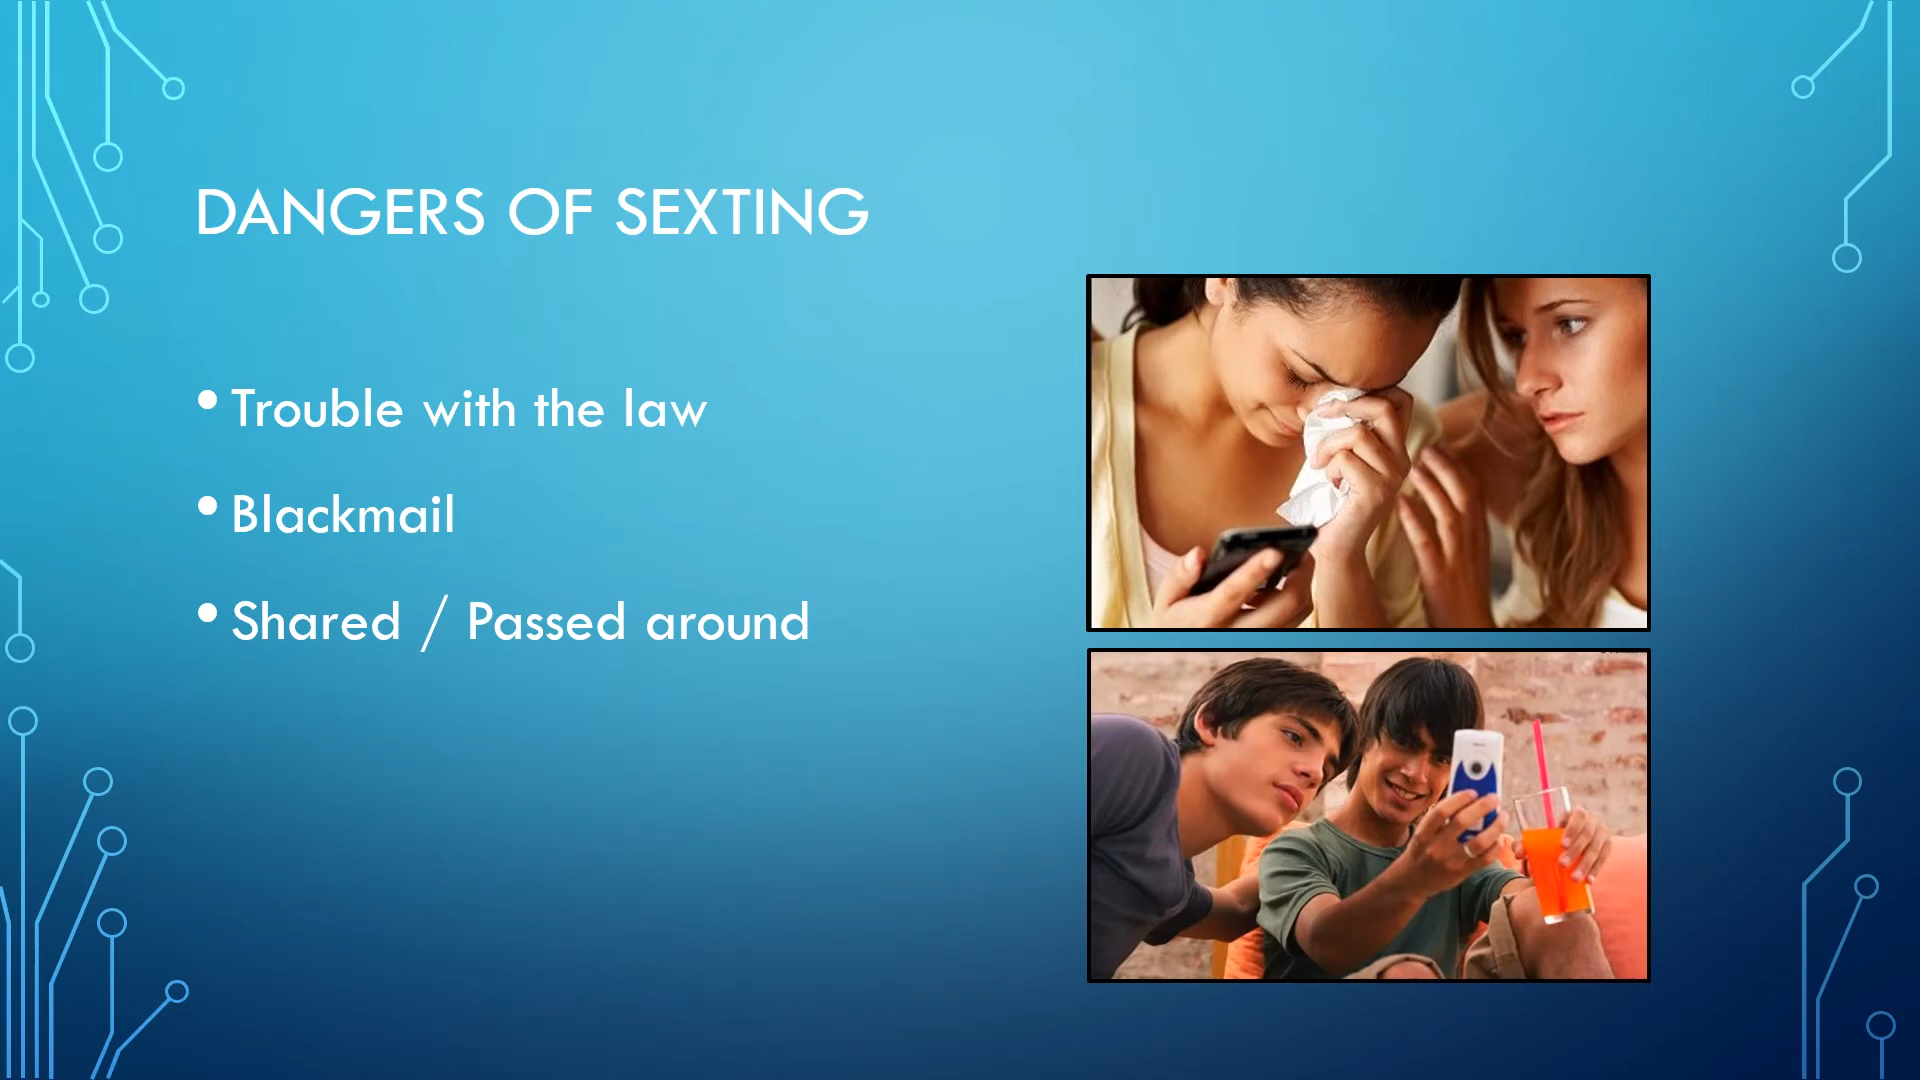 DANGERS OF SEXTING
• Trouble with the law
• Blackmail
• Shared / Passed around